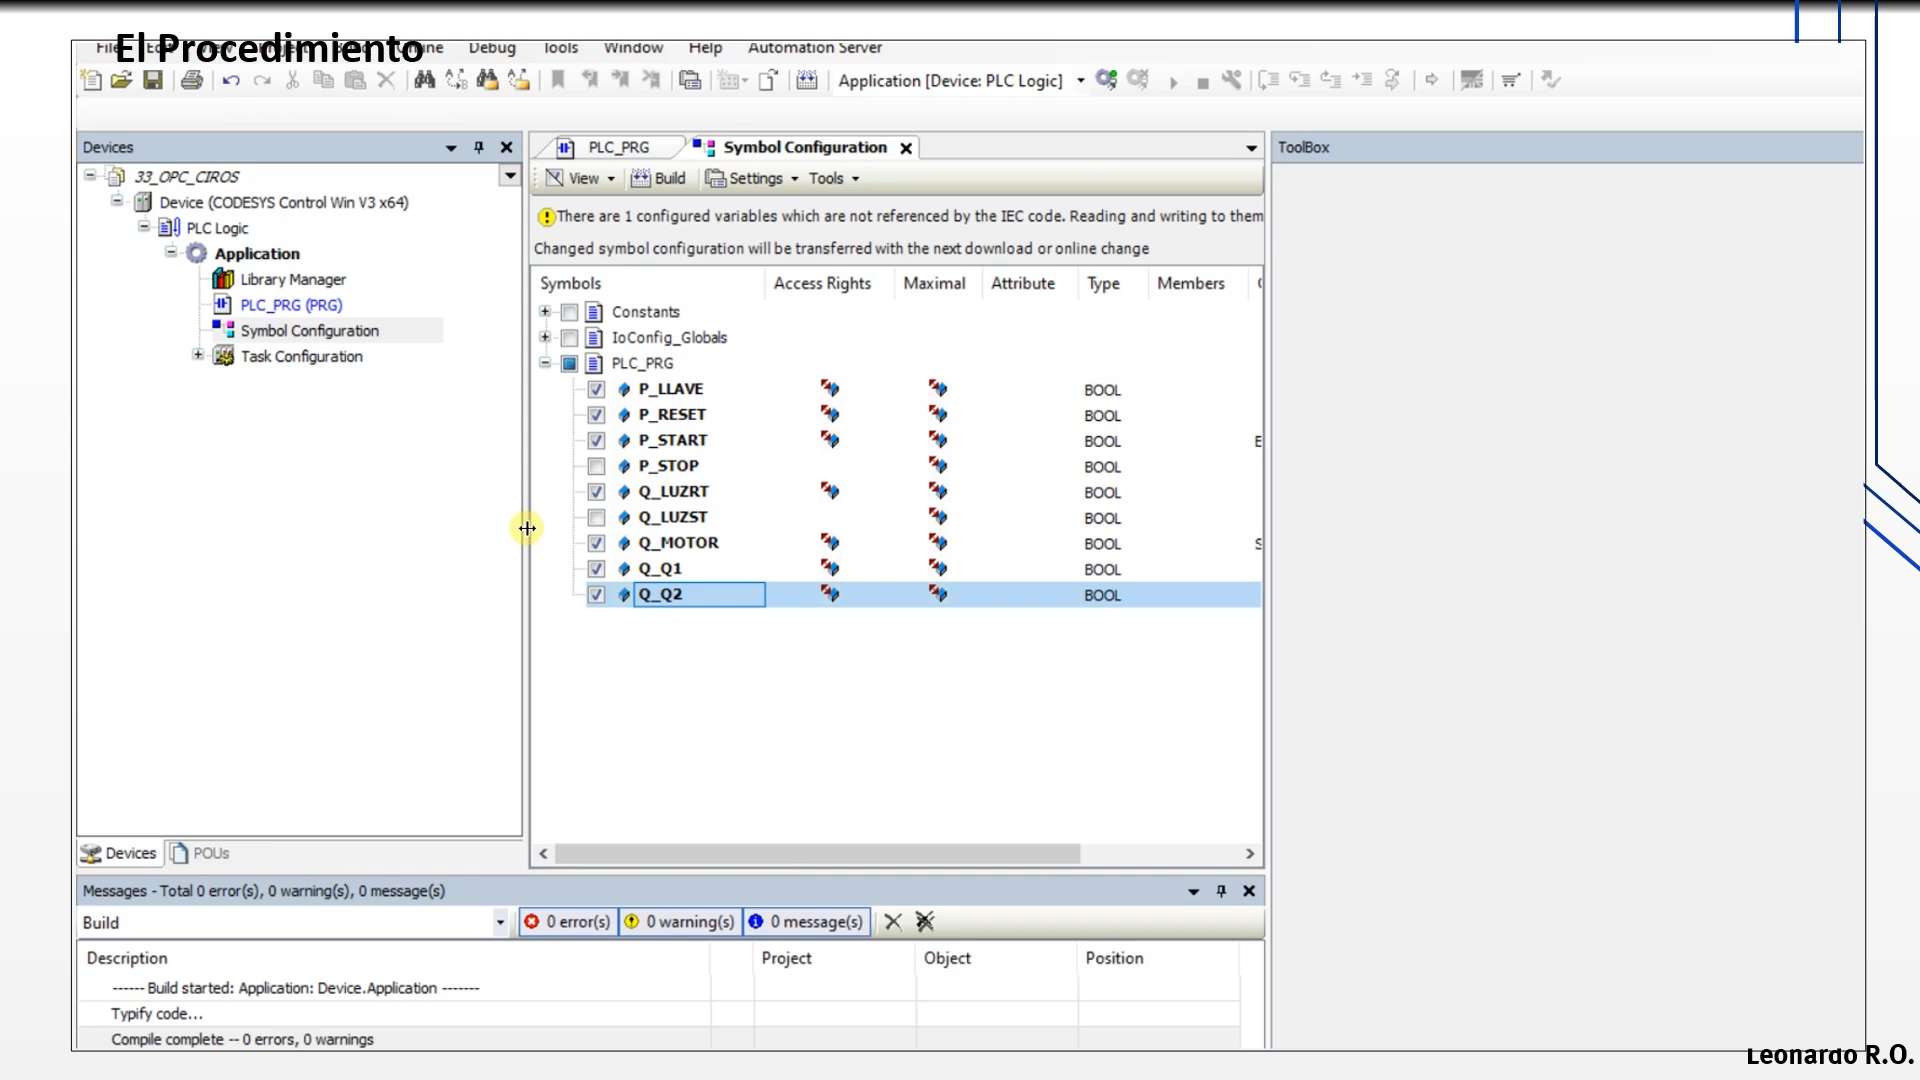 El Procedimiento
Debug Tools Window Help Automation Server
Application [Device: PLC Logic]
Devices
33_OPC_CIROS
Device (CODESYS Control Win V3 x64)
PLC Logic
Application
Library Manager
PLC_PRG (PRG)
Symbol Configuration
Task Configuration
Devices POUs
PLC_PRG Symbol Configuration
View Build Settings Tools
There are 1 configured variables which are not referenced by the IEC code. Reading and writing to them
Changed symbol configuration will be transferred with the next download or online change
Symbols Access Rights Maximal Attribute Type Members
Constants
IoConfig_Globals
PLC_PRG
P_LLAVE BOOL
P_RESET BOOL
P_START BOOL E
P_STOP BOOL
Q_LUZRT BOOL
Q_LUZST BOOL
Q_MOTOR BOOL S
Q_Q1 BOOL
Q_Q2 BOOL
ToolBox
Messages - Total 0 error(s), 0 warning(s), 0 message(s)
Build 0 error(s) 0 warning(s) 0 message(s)
Description Project Object Position
------ Build started: Application: Device.Application -------
Typify code...
Compile complete -- 0 errors, 0 warnings
Leonardo R.O.